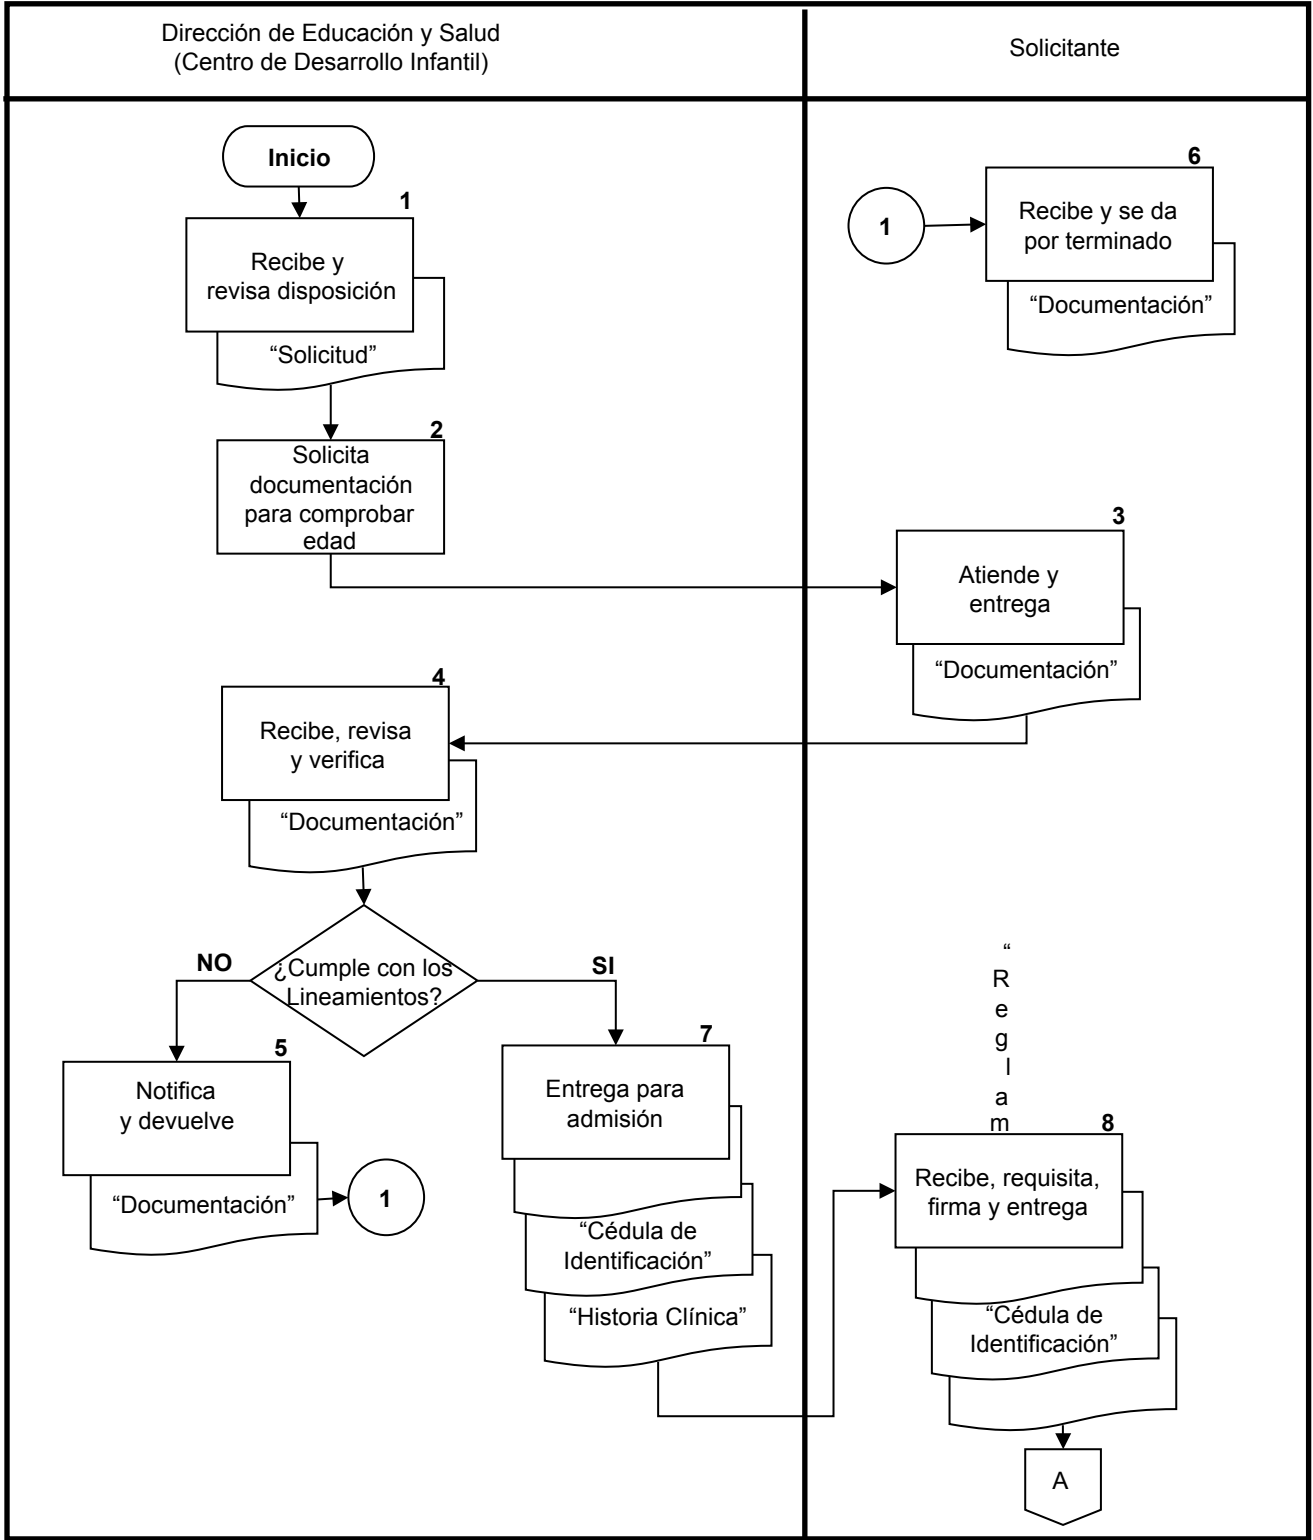 Dirección de Educación y Salud
(Centro de Desarrollo Infantil)
Solicitante
Inicio
1
Recibe y
revisa disposición
“Solicitud”
6
1
Recibe y se da
por terminado
“Documentación”
2
Solicita
documentación
para comprobar
edad
3
Atiende y
entrega
“Documentación”
4
Recibe, revisa
y verifica
“Documentación”
¿Cumple con los
Lineamientos?
NO
SI
5
Notifica
y devuelve
“Documentación”
1
7
Entrega para
admisión
“Cédula de
Identificación”
“Historia Clínica”
“
R
e
g
l
a
m
8
Recibe, requisita,
firma y entrega
“Cédula de
Identificación”
A